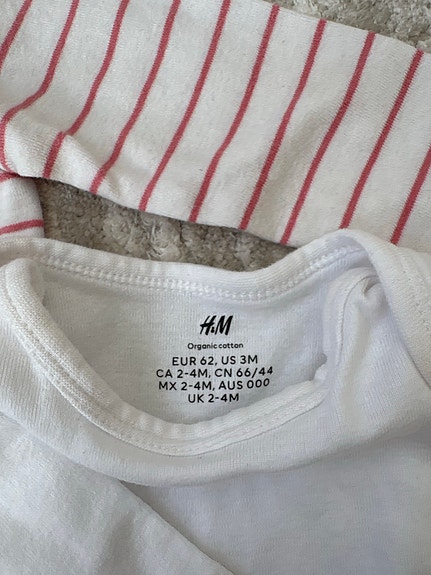 H&M
Organic cotton
EUR 62, US 3M
CA 2-4M, CN 66/44
MX 2-4M, AUS 000
UK 2-4M